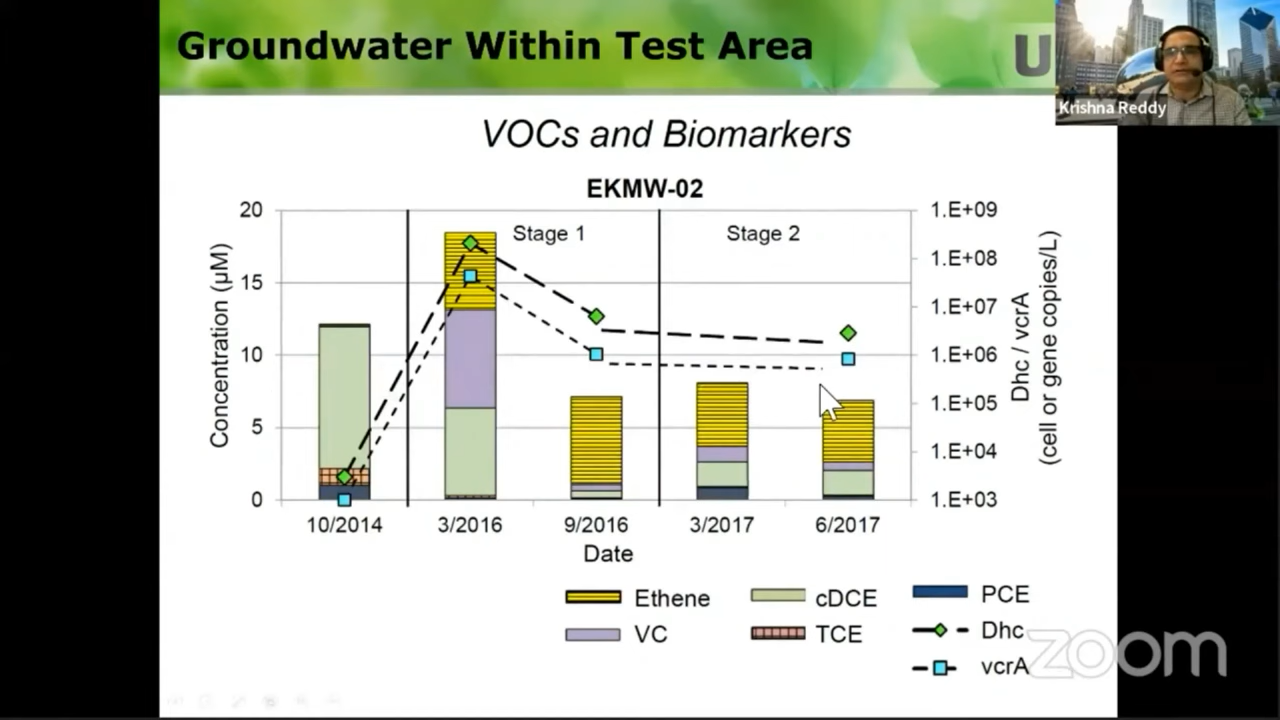 Groundwater Within Test Area
U
Krishna Reddy
VOCs and Biomarkers
EKMW-02
Stage 1
Stage 2
20
15
10
5
0
Concentration (µM)
1.E+09
1.E+08
1.E+07
1.E+06
1.E+05
1.E+04
1.E+03
Dhc / vcrA
(cell or gene copies/L)
10/2014 3/2016 9/2016 3/2017 6/2017
Date
Ethene cDCE PCE
VC TCE Dhc
vcrA
zoom